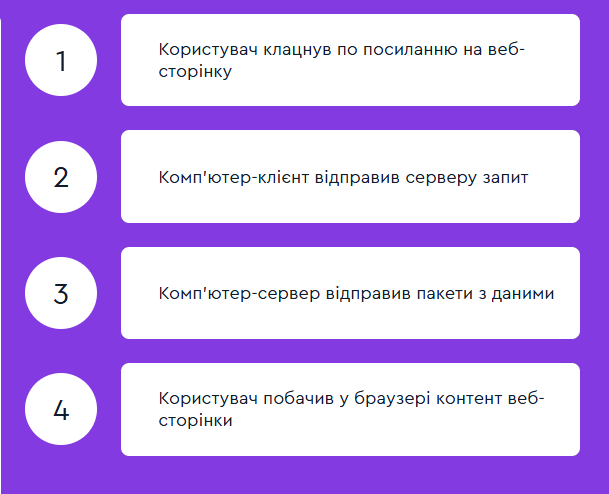 1
Користувач клацнув по посиланню на веб-
сторінку
2
Комп'ютер-клієнт відправив серверу запит
3
Комп'ютер-сервер відправив пакети з даними
4
Користувач побачив у браузері контент веб-
сторінки